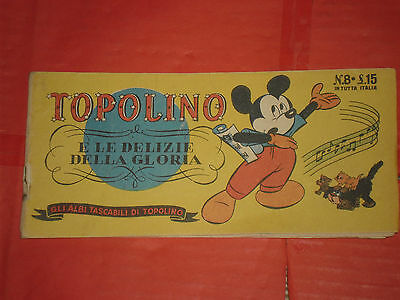 TOPOLINO
E LE DELIZIE
DELLA GLORIA
N.8 • £.15
IN TUTTA ITALIA
GLI ALBI TASCABILI DI TOPOLINO